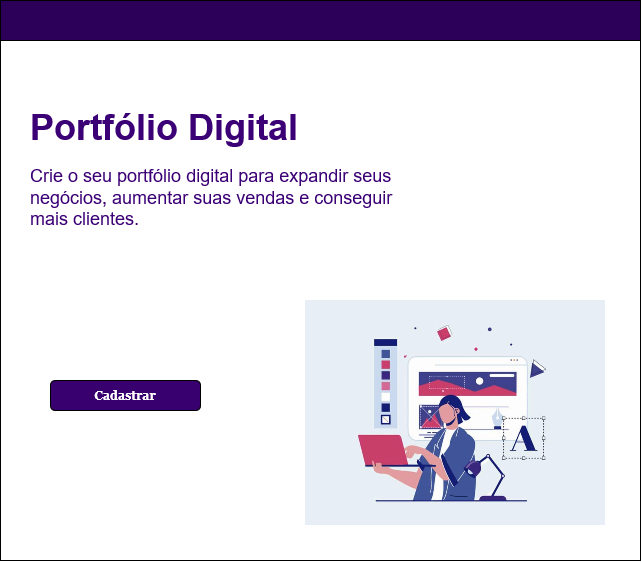 Portfólio Digital
Crie o seu portfólio digital para expandir seus
negócios, aumentar suas vendas e conseguir
mais clientes.
Cadastrar
A